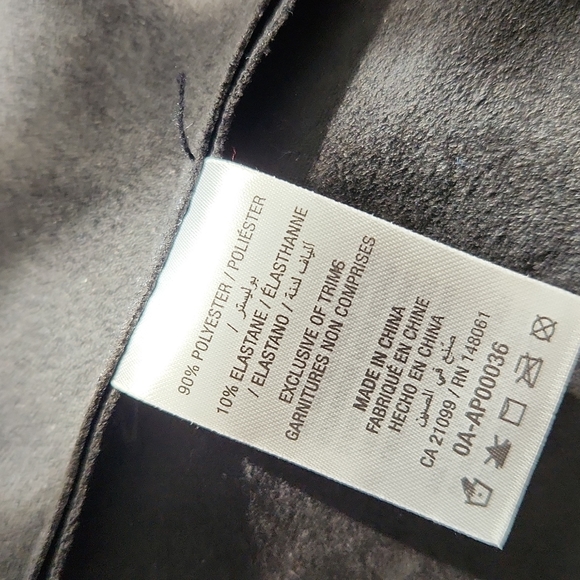 90% POLYESTER / POLIÉSTER
/ بوليستر
10% ELASTANE / ÉLASTHANNE
/ ELASTANO / ألياف لدنة
EXCLUSIVE OF TRIMS
GARNITURES NON COMPRISES
MADE IN CHINA
FABRIQUÉ EN CHINE
HECHO EN CHINA
صنع في الصين
CA 21099 / RN 148061
0A-AP00036